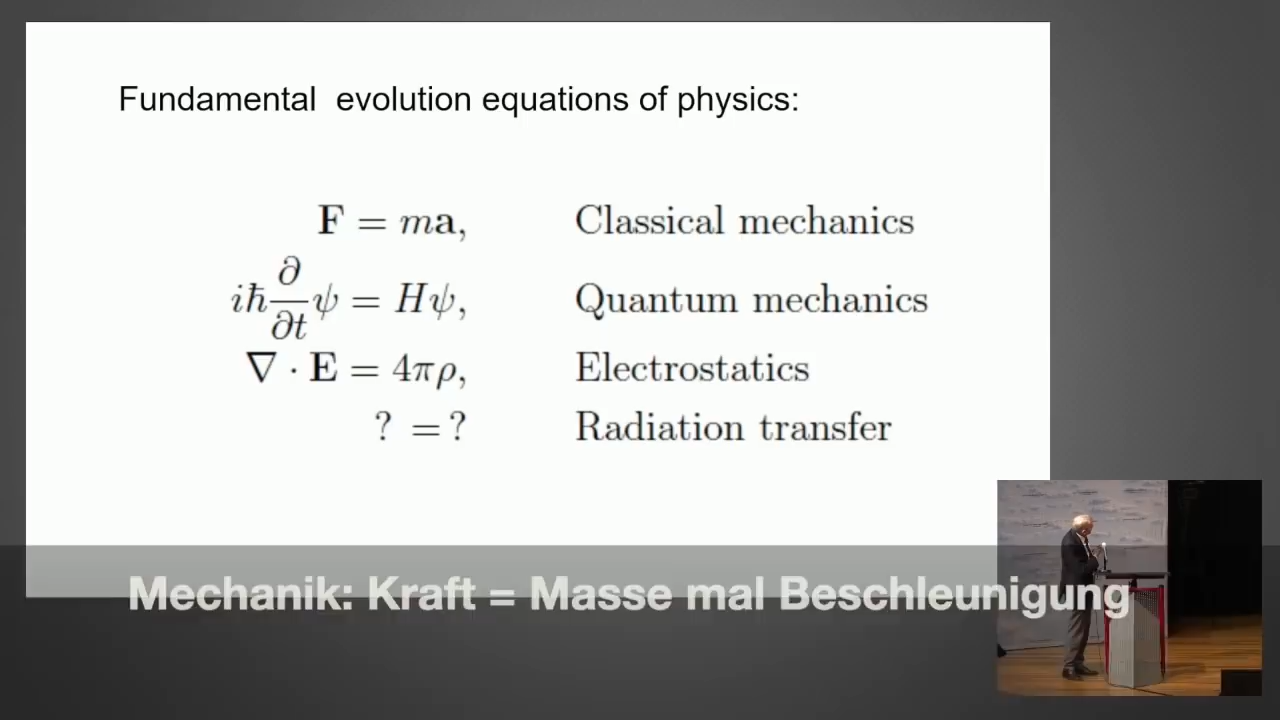 Fundamental evolution equations of physics:
F = ma, Classical mechanics
iħ ∂/∂t ψ = Hψ, Quantum mechanics
∇ · E = 4πρ, Electrostatics
? = ? Radiation transfer
Mechanik: Kraft = Masse mal Beschleunigung